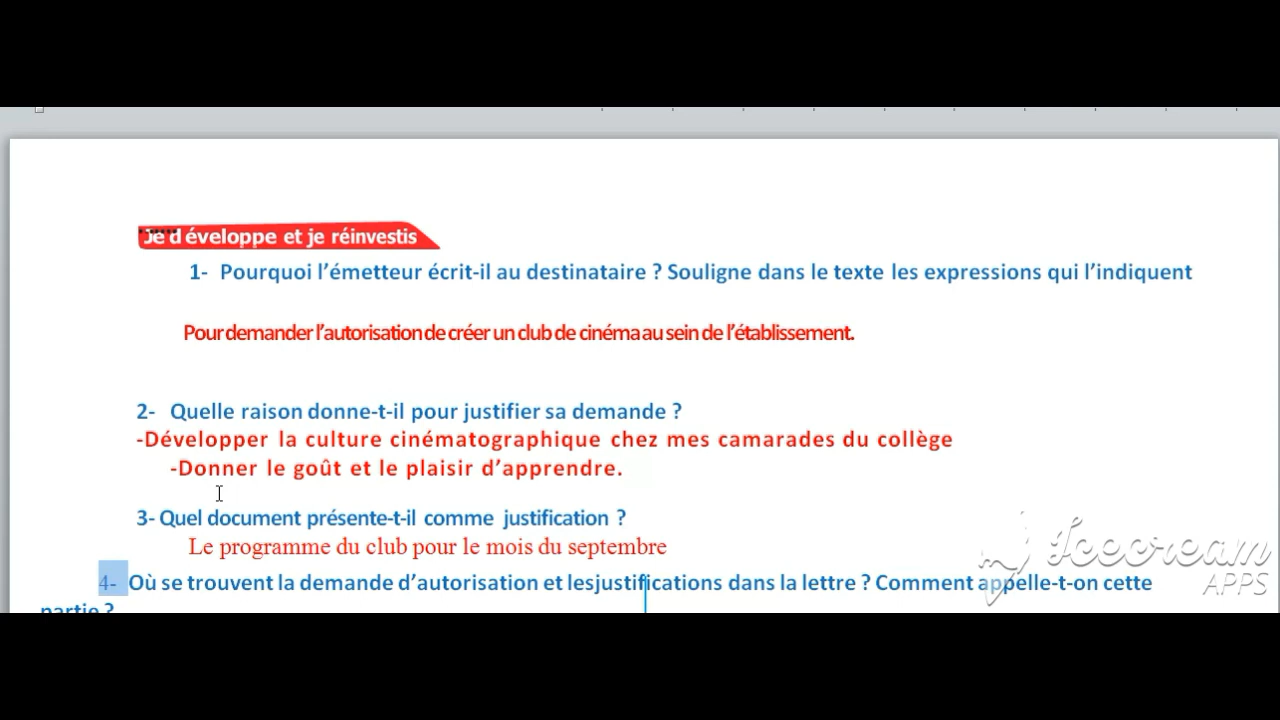 Je d éveloppe et je réinvestis
1- Pourquoi l’émetteur écrit-il au destinataire ? Souligne dans le texte les expressions qui l’indiquent
Pour demander l’autorisation de créer un club de cinéma au sein de l’établissement.
2- Quelle raison donne-t-il pour justifier sa demande ?
-Développer la culture cinématographique chez mes camarades du collège
-Donner le goût et le plaisir d’apprendre.
3- Quel document présente-t-il comme justification ?
Le programme du club pour le mois du septembre
4- Où se trouvent la demande d’autorisation et lesjustifications dans la lettre ? Comment appelle-t-on cette
partie ?
Icecream
APPS